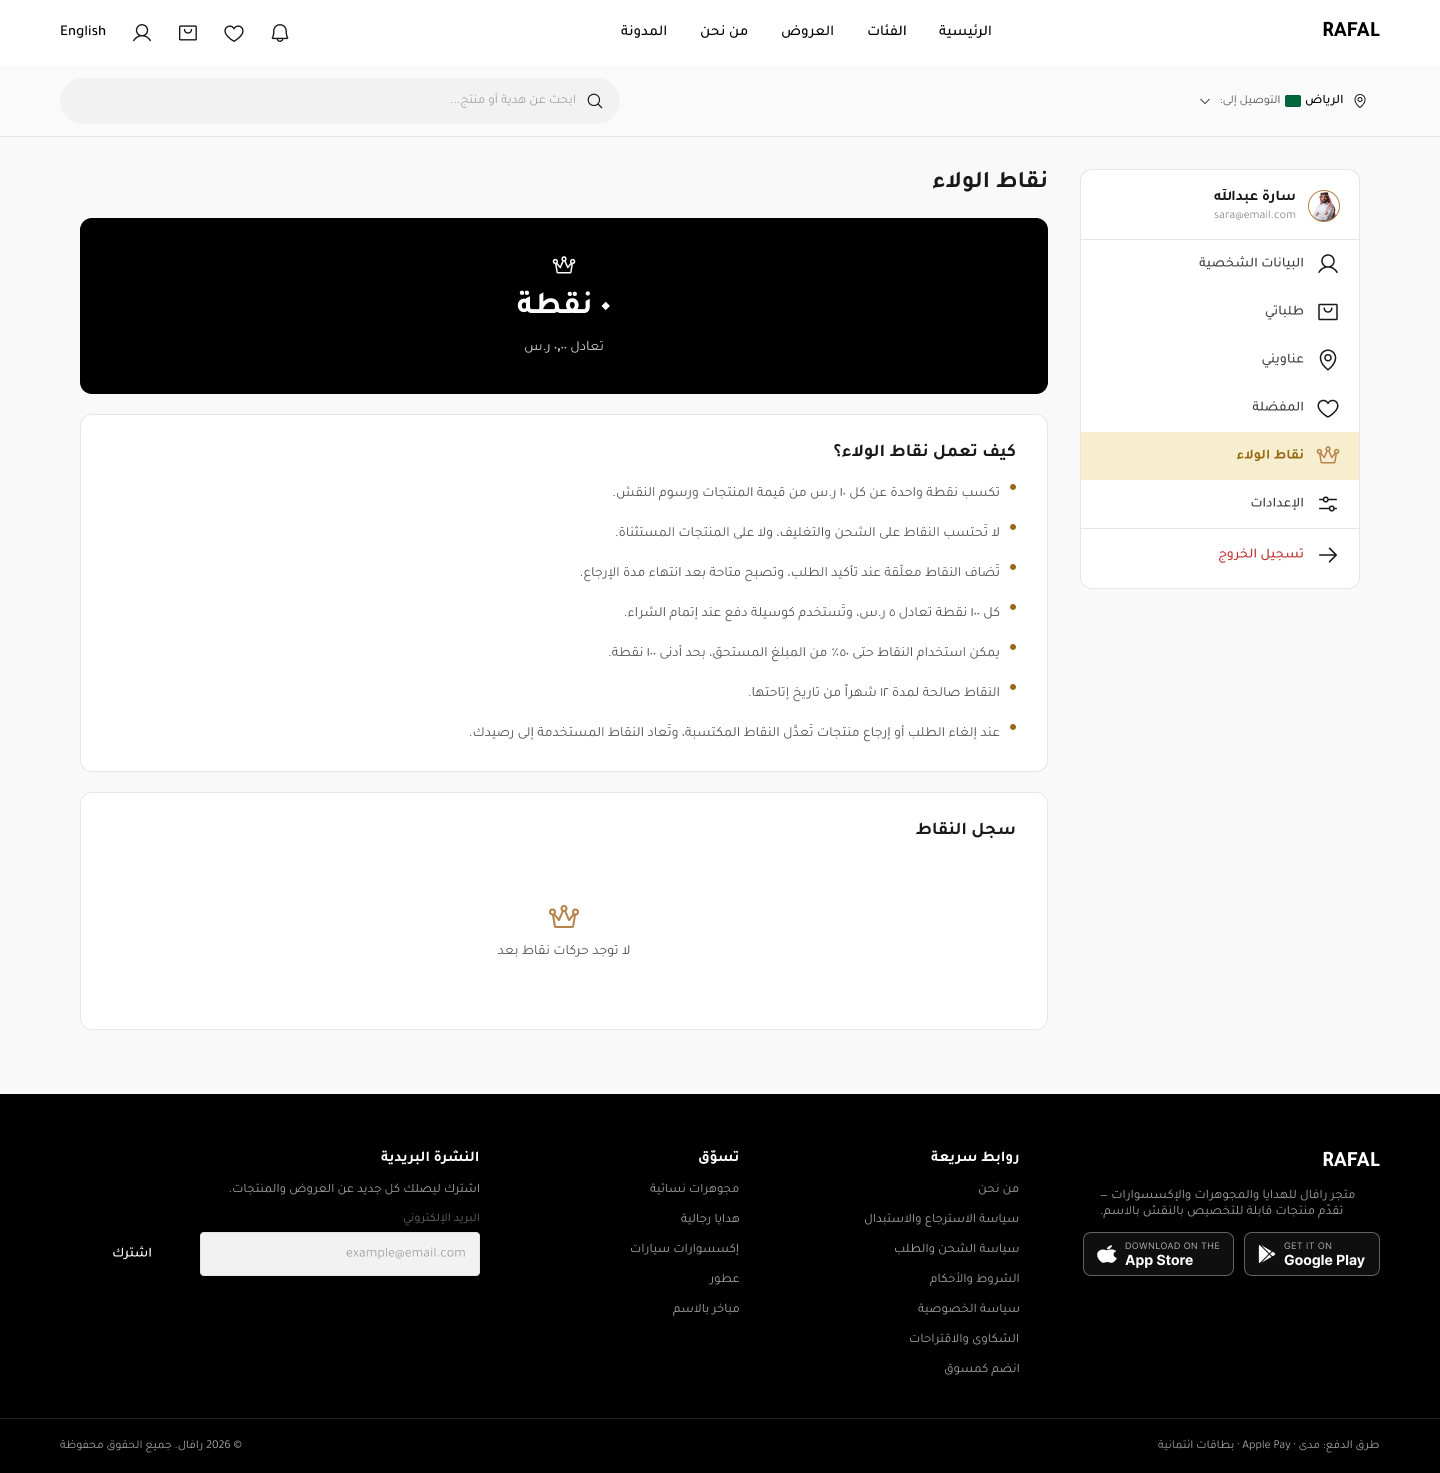 RAFAL
الرئيسية
الفئات
العروض
من نحن
المدونة
English
الرياض
التوصيل إلى:
ابحث عن هدية أو منتج...
سارة عبدالله
sara@email.com
البيانات الشخصية
طلباتي
عناويني
المفضلة
نقاط الولاء
الإعدادات
تسجيل الخروج
نقاط الولاء
٠ نقطة
تعادل ٠٫٠٠ ر.س
كيف تعمل نقاط الولاء؟
تكسب نقطة واحدة عن كل ١٠ ر.س من قيمة المنتجات ورسوم النقش.
لا تُحتسب النقاط على الشحن والتغليف، ولا على المنتجات المستثناة.
تُضاف النقاط معلّقة عند تأكيد الطلب، وتصبح متاحة بعد انتهاء مدة الإرجاع.
كل ١٠٠ نقطة تعادل ٥ ر.س، وتُستخدم كوسيلة دفع عند إتمام الشراء.
يمكن استخدام النقاط حتى ٥٠٪ من المبلغ المستحق، بحد أدنى ١٠٠ نقطة.
النقاط صالحة لمدة ١٢ شهراً من تاريخ إتاحتها.
عند إلغاء الطلب أو إرجاع منتجات تُعدَّل النقاط المكتسبة، وتُعاد النقاط المستخدمة إلى رصيدك.
سجل النقاط
لا توجد حركات نقاط بعد
RAFAL
متجر رافال للهدايا والمجوهرات والإكسسوارات –
نقدّم منتجات قابلة للتخصيص بالنقش بالاسم.
GET IT ON
Google Play
DOWNLOAD ON THE
App Store
روابط سريعة
من نحن
سياسة الاسترجاع والاستبدال
سياسة الشحن والطلب
الشروط والأحكام
سياسة الخصوصية
الشكاوى والاقتراحات
انضم كمسوق
تسوّق
مجوهرات نسائية
هدايا رجالية
إكسسوارات سيارات
عطور
مباخر بالاسم
النشرة البريدية
اشترك ليصلك كل جديد عن العروض والمنتجات.
البريد الإلكتروني
example@email.com
اشترك
طرق الدفع: مدى · Apple Pay · بطاقات ائتمانية
© 2026 رافال. جميع الحقوق محفوظة